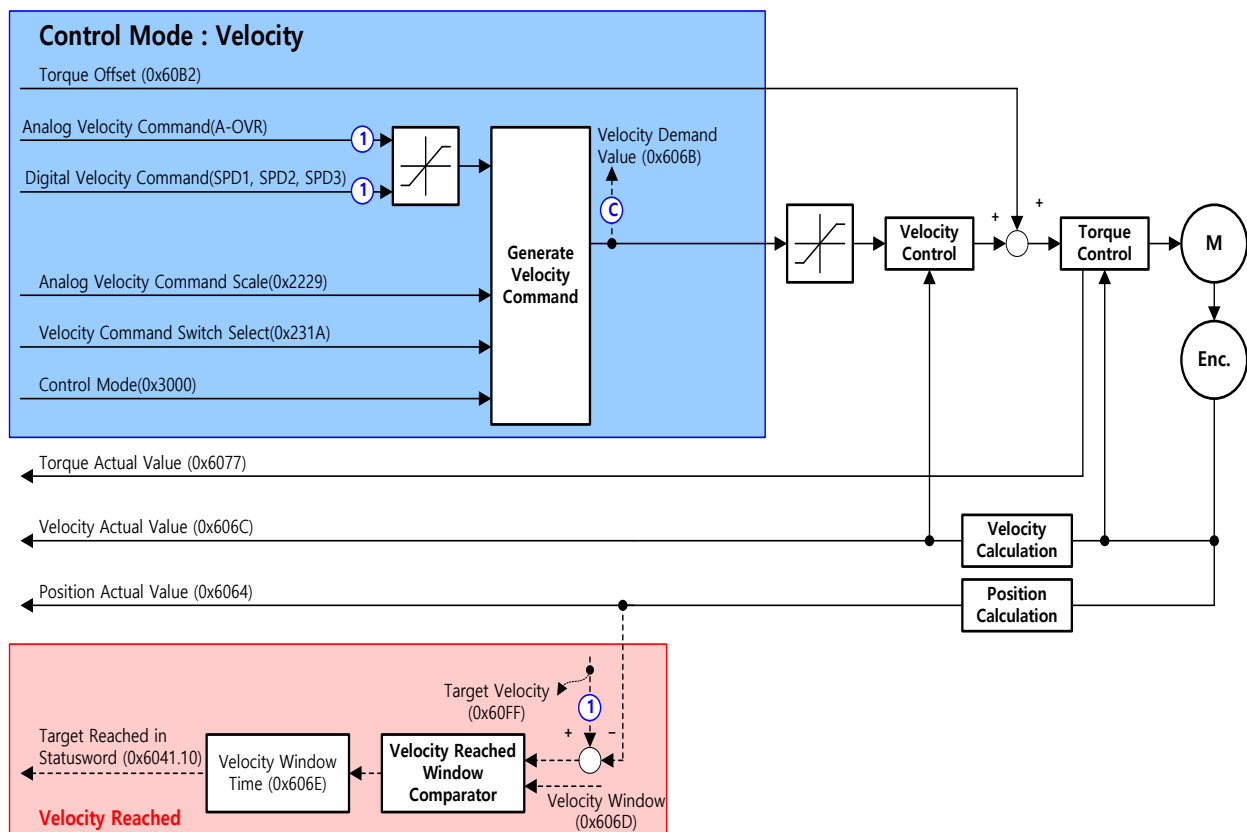 Control Mode : Velocity
Torque Offset (0x60B2)
Analog Velocity Command(A-OVR)
1
Digital Velocity Command(SPD1, SPD2, SPD3)
1
Velocity Demand
Value (0x606B)
C
Generate
Velocity
Command
Analog Velocity Command Scale(0x2229)
Velocity Command Switch Select(0x231A)
Control Mode(0x3000)
Velocity
Control
+
+
Torque
Control
M
Enc.
Torque Actual Value (0x6077)
Velocity Actual Value (0x606C)
Velocity
Calculation
Position Actual Value (0x6064)
Position
Calculation
Target Velocity
(0x60FF)
1
+
−
Target Reached in
Statusword (0x6041.10)
Velocity Window
Time (0x606E)
Velocity Reached
Window
Comparator
Velocity Window
(0x606D)
Velocity Reached